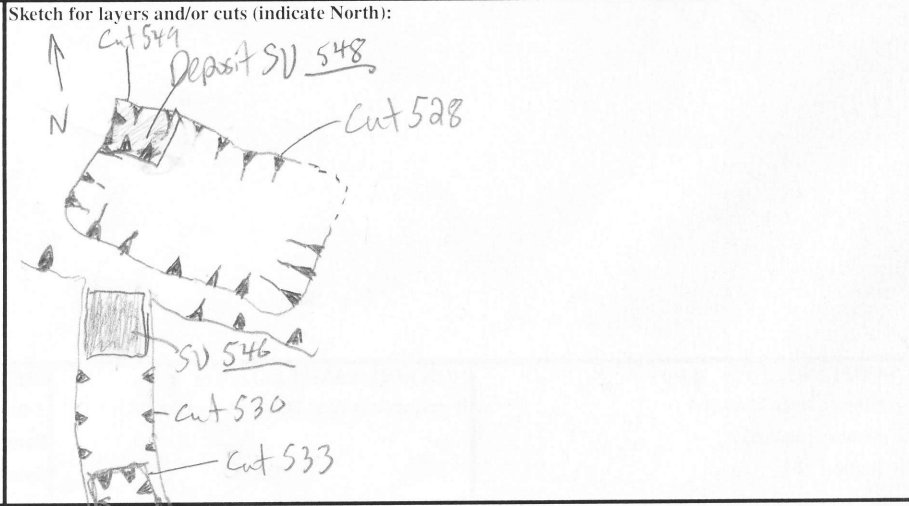 Sketch for layers and/or cuts (indicate North):
Cut 549
Deposit SU 548
N
Cut 528
SU 546
Cut 530
Cut 533